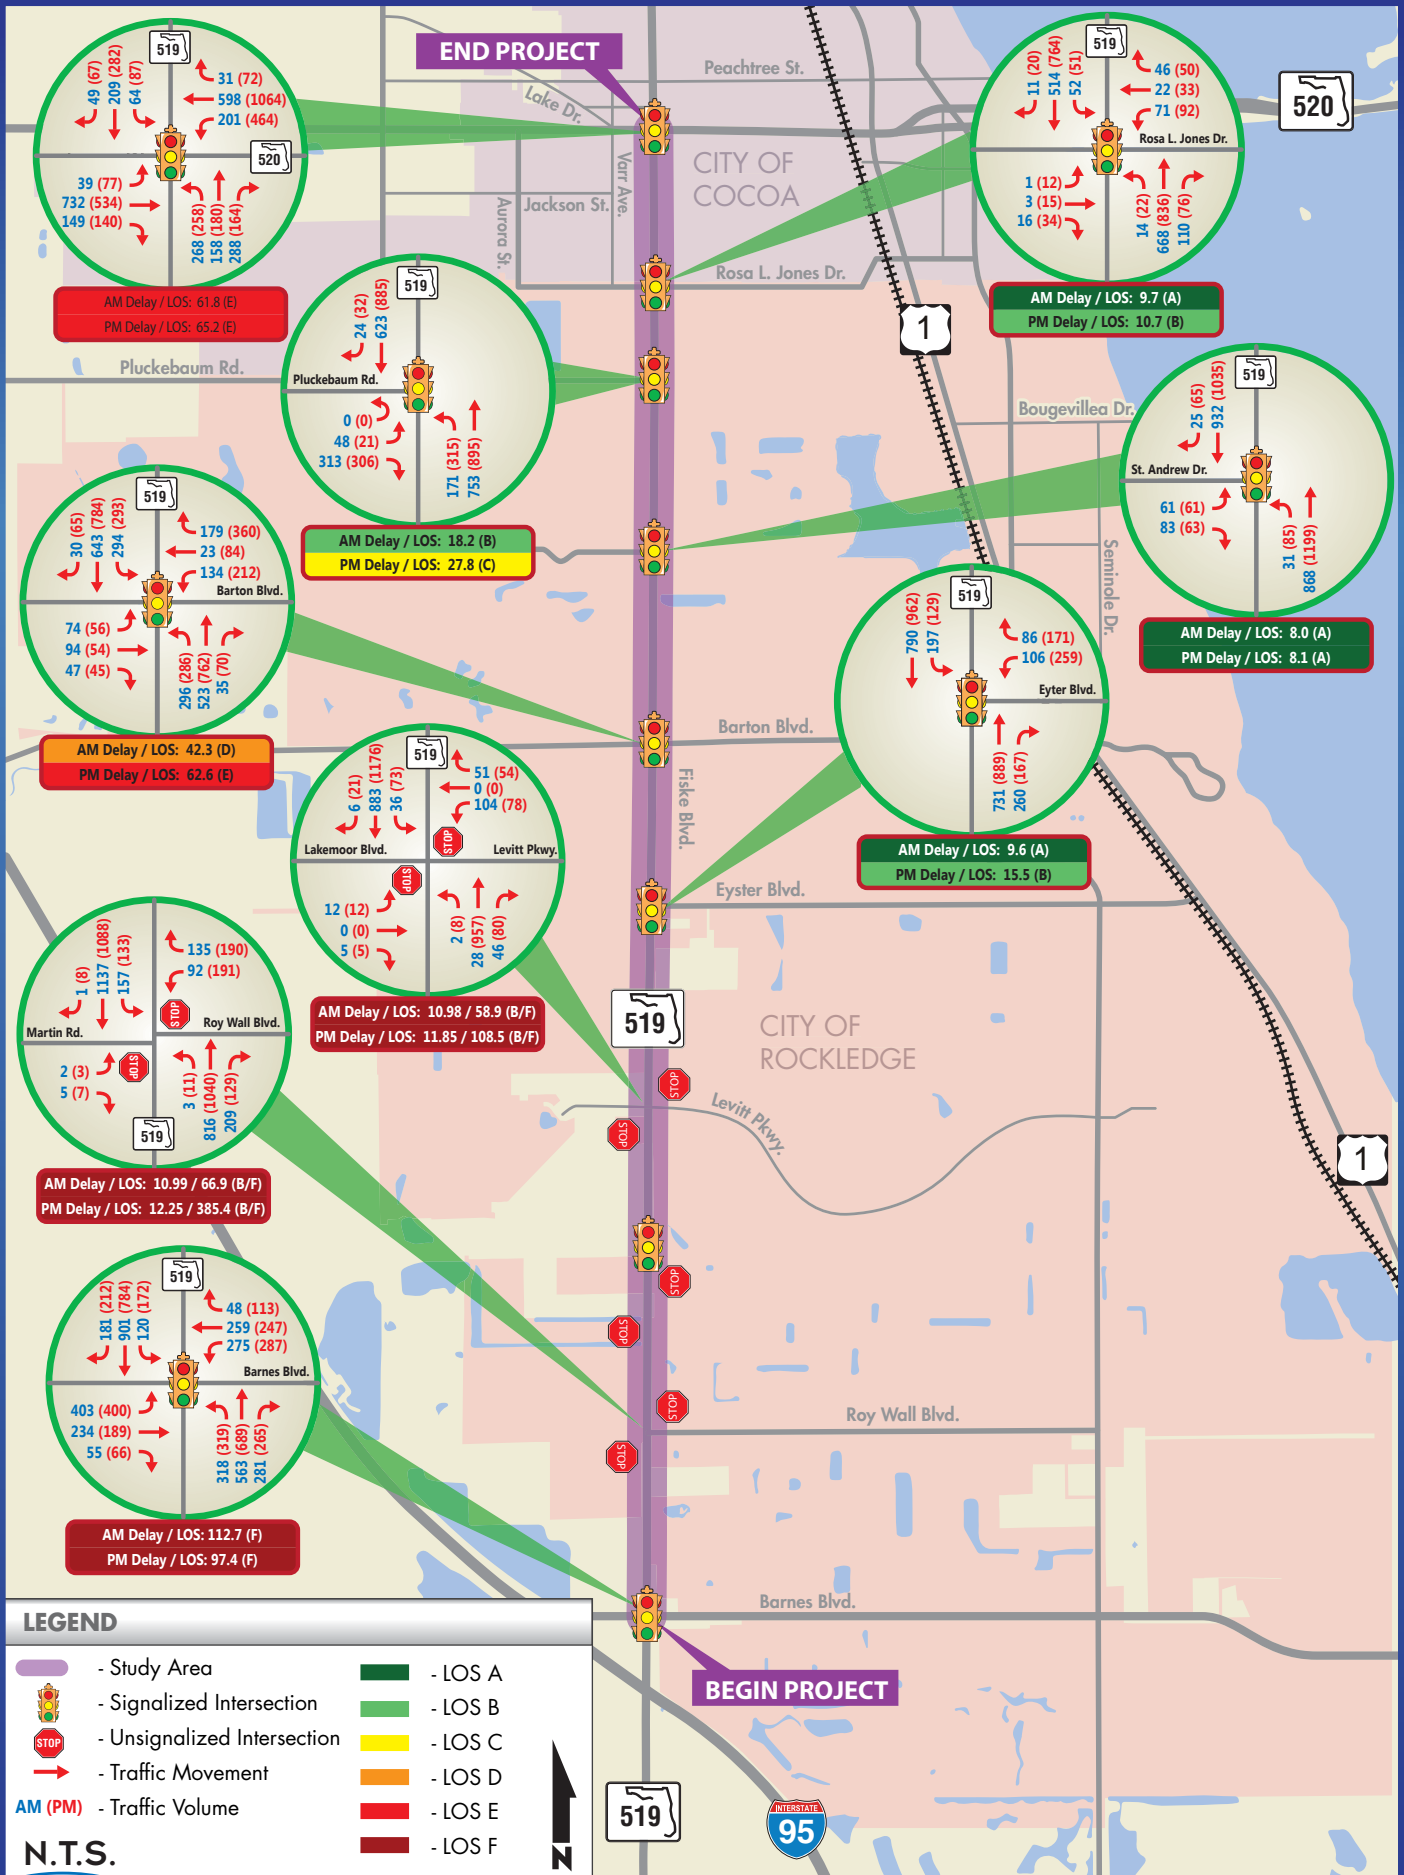 END PROJECT
Peachtree St.
Lake Dr.
Varr Ave.
CITY OF
COCOA
Jackson St.
Aurora St.
Rosa L. Jones Dr.
520
1
Pluckebaum Rd.
Bougevillea Dr.
Seminole Dr.
Barton Blvd.
Fiske Blvd.
Eyster Blvd.
519
CITY OF
ROCKLEDGE
Levitt Pkwy.
STOP
STOP
1
STOP
STOP
STOP
Roy Wall Blvd.
STOP
Barnes Blvd.
BEGIN PROJECT
519
INTERSTATE
95
519
49 (67)
209 (282)
64 (87)
31 (72)
598 (1064)
201 (464)
520
39 (77)
732 (534)
149 (140)
268 (258)
158 (180)
288 (164)
AM Delay / LOS: 61.8 (E)
PM Delay / LOS: 65.2 (E)
519
11 (20)
514 (764)
52 (51)
46 (50)
22 (33)
71 (92)
Rosa L. Jones Dr.
1 (12)
3 (15)
16 (34)
14 (22)
668 (836)
110 (76)
AM Delay / LOS: 9.7 (A)
PM Delay / LOS: 10.7 (B)
519
24 (32)
623 (885)
Pluckebaum Rd.
0 (0)
48 (21)
313 (306)
171 (315)
753 (895)
AM Delay / LOS: 18.2 (B)
PM Delay / LOS: 27.8 (C)
519
25 (65)
932 (1035)
St. Andrew Dr.
61 (61)
83 (63)
31 (85)
868 (1199)
AM Delay / LOS: 8.0 (A)
PM Delay / LOS: 8.1 (A)
519
30 (65)
643 (784)
294 (293)
179 (360)
23 (84)
134 (212)
Barton Blvd.
74 (56)
94 (54)
47 (45)
296 (286)
523 (762)
35 (70)
AM Delay / LOS: 42.3 (D)
PM Delay / LOS: 62.6 (E)
519
790 (962)
197 (129)
86 (171)
106 (259)
Eyter Blvd.
731 (889)
260 (167)
AM Delay / LOS: 9.6 (A)
PM Delay / LOS: 15.5 (B)
519
6 (21)
883 (1176)
36 (73)
51 (54)
0 (0)
104 (78)
STOP
Lakemoor Blvd.
Levitt Pkwy.
STOP
12 (12)
0 (0)
5 (5)
2 (8)
28 (957)
46 (80)
AM Delay / LOS: 10.98 / 58.9 (B/F)
PM Delay / LOS: 11.85 / 108.5 (B/F)
1 (8)
1137 (1088)
157 (133)
135 (190)
92 (191)
STOP
Martin Rd.
Roy Wall Blvd.
STOP
2 (3)
5 (7)
3 (11)
816 (1040)
209 (129)
519
AM Delay / LOS: 10.99 / 66.9 (B/F)
PM Delay / LOS: 12.25 / 385.4 (B/F)
519
181 (212)
901 (784)
120 (172)
48 (113)
259 (247)
275 (287)
Barnes Blvd.
403 (400)
234 (189)
55 (66)
318 (319)
563 (689)
281 (265)
AM Delay / LOS: 112.7 (F)
PM Delay / LOS: 97.4 (F)
LEGEND
- Study Area
- Signalized Intersection
STOP - Unsignalized Intersection
- Traffic Movement
AM (PM) - Traffic Volume
- LOS A
- LOS B
- LOS C
- LOS D
- LOS E
- LOS F
N.T.S.
N